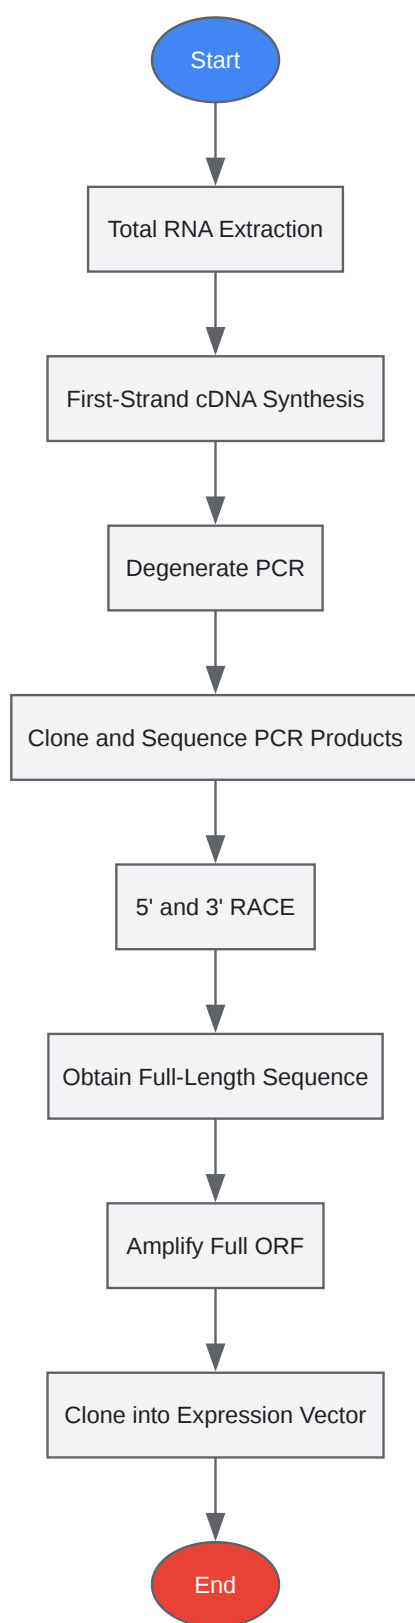 Start
Total RNA Extraction
First-Strand cDNA Synthesis
Degenerate PCR
Clone and Sequence PCR Products
5' and 3' RACE
Obtain Full-Length Sequence
Amplify Full ORF
Clone into Expression Vector
End